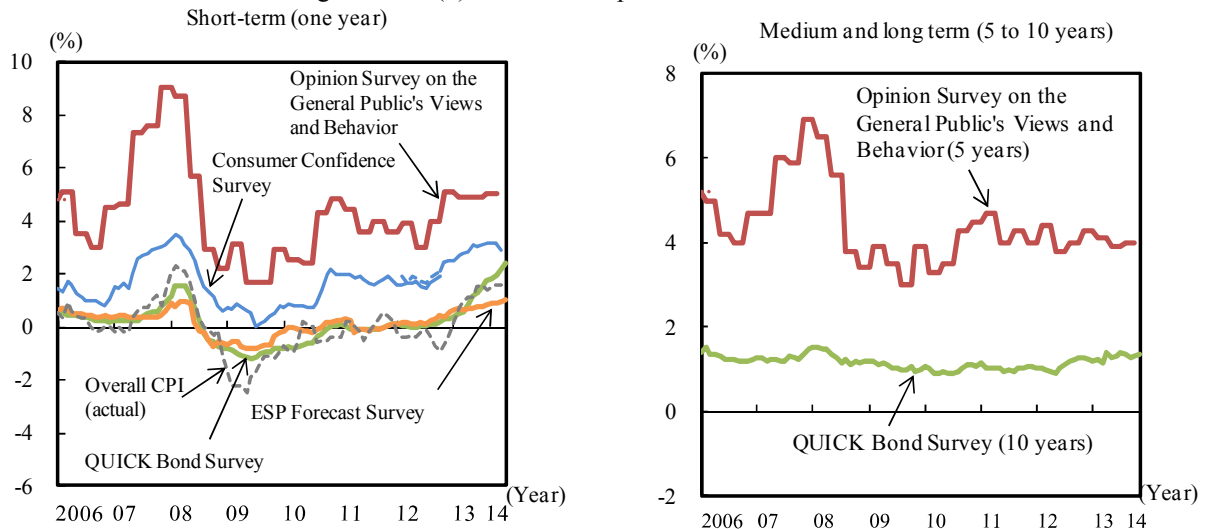 Short-term (one year)
(%)
10
8
6
4
2
0
-2
-4
-6
Opinion Survey on the
General Public's Views
and Behavior
Consumer Confidence
Survey
Overall CPI
(actual)
ESP Forecast Survey
QUICK Bond Survey
(Year)
2006 07 08 09 10 11 12 13 14
Medium and long term (5 to 10 years)
(%)
8
6
4
2
0
-2
Opinion Survey on the
General Public's Views and
Behavior (5 years)
QUICK Bond Survey (10 years)
(Year)
2006 07 08 09 10 11 12 13 14